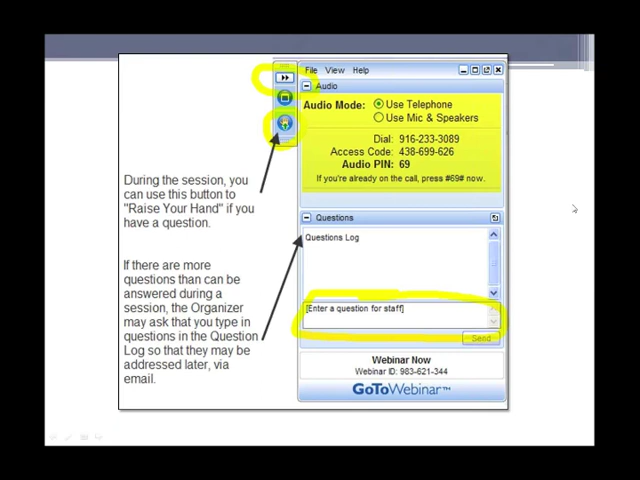 File View Help
Audio
Audio Mode: Use Telephone
Use Mic & Speakers
Dial: 916-233-3089
Access Code: 438-699-626
Audio PIN: 69
If you're already on the call, press #69# now.
During the session, you
can use this button to
"Raise Your Hand" if you
have a question.
Questions
Questions Log
If there are more
questions than can be
answered during a
session, the Organizer
may ask that you type in
questions in the Question
Log so that they may be
addressed later, via
email.
[Enter a question for staff]
Send
Webinar Now
Webinar ID: 983-621-344
GoToWebinar™